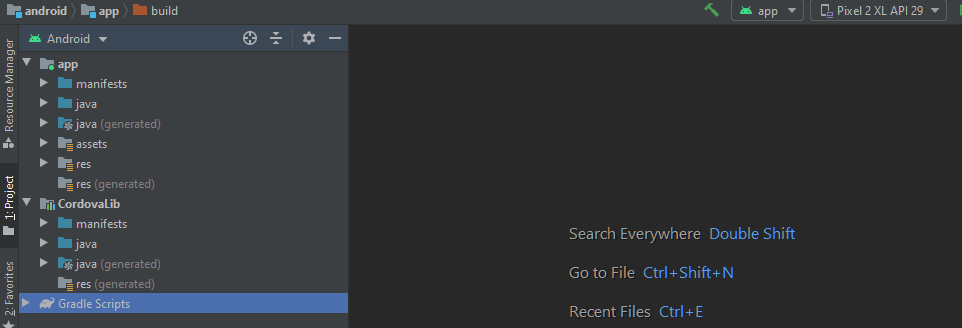 android app build
app Pixel 2 XL API 29
Android
Resource Manager
1: Project
2: Favorites
app
manifests
java
java (generated)
assets
res
res (generated)
CordovaLib
manifests
java
java (generated)
res (generated)
Gradle Scripts
Search Everywhere Double Shift
Go to File Ctrl+Shift+N
Recent Files Ctrl+E